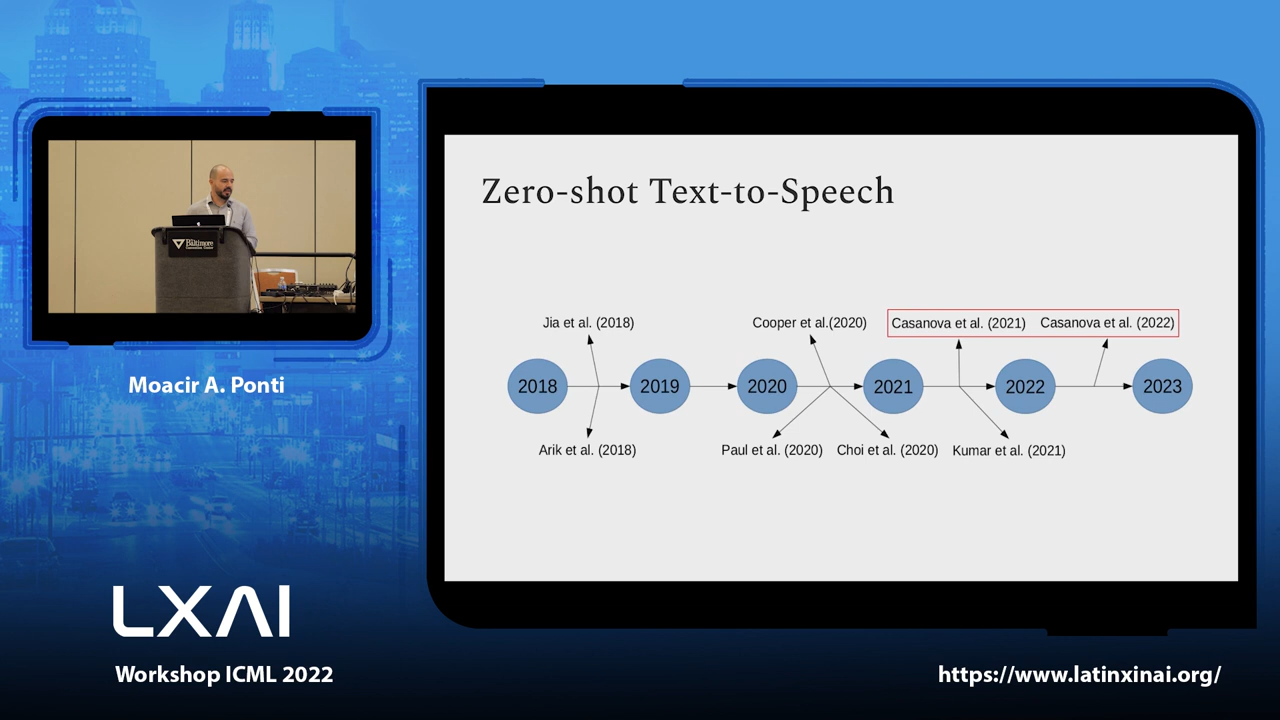 Zero-shot Text-to-Speech
Jia et al. (2018)
Cooper et al.(2020)
Casanova et al. (2021)
Casanova et al. (2022)
2018
2019
2020
2021
2022
2023
Arik et al. (2018)
Paul et al. (2020)
Choi et al. (2020)
Kumar et al. (2021)
Baltimore
Moacir A. Ponti
LXAI
Workshop ICML 2022
https://www.latinxinai.org/